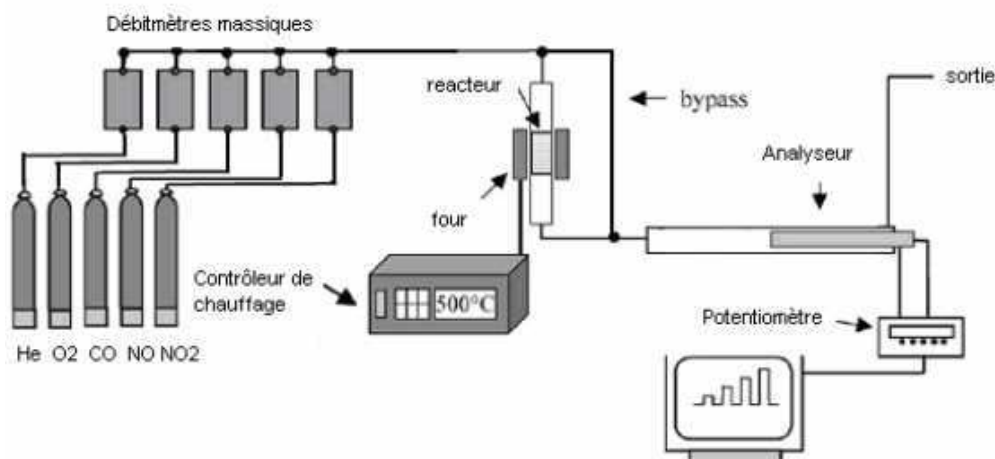 Débitmètres massiques
reacteur
bypass
sortie
Analyseur
four
Contrôleur de
chauffage
500°C
Potentiomètre
He O2 CO NO NO2